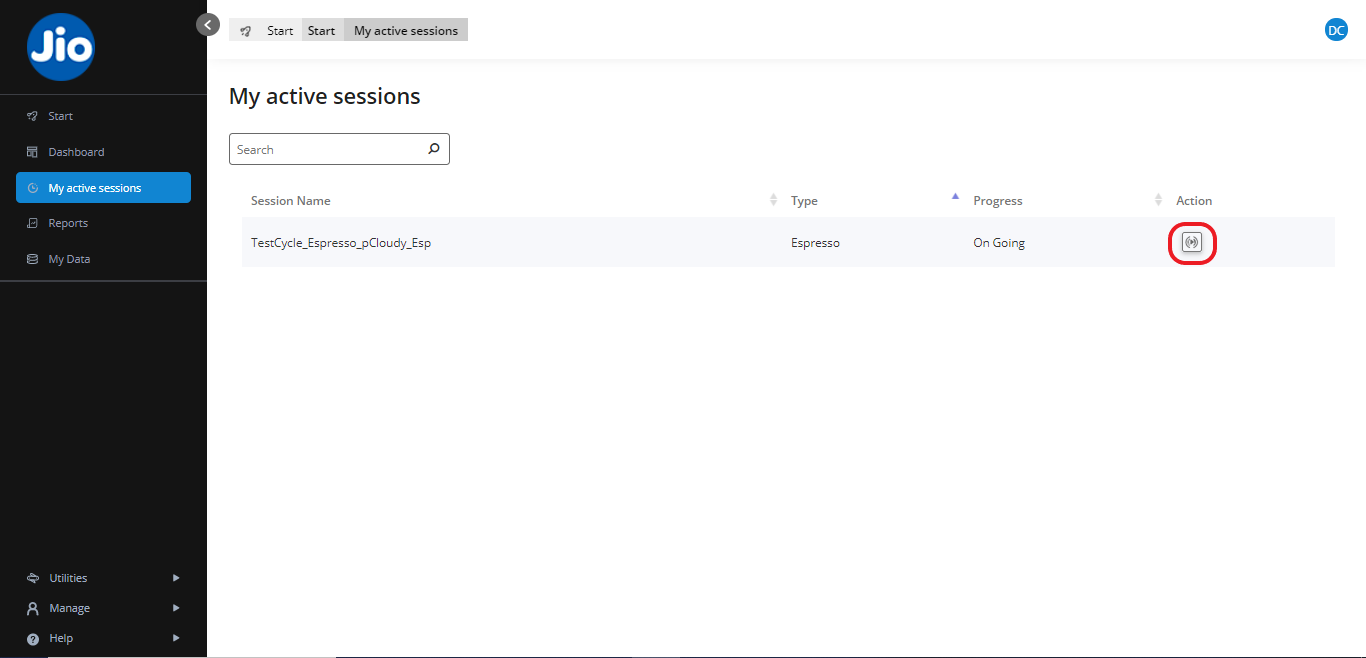 Jio
Start Start My active sessions
DC
Start
Dashboard
My active sessions
Reports
My Data
Utilities
Manage
Help
My active sessions
Search
Session Name Type Progress Action
TestCycle_Espresso_pCloudy_Esp Espresso On Going